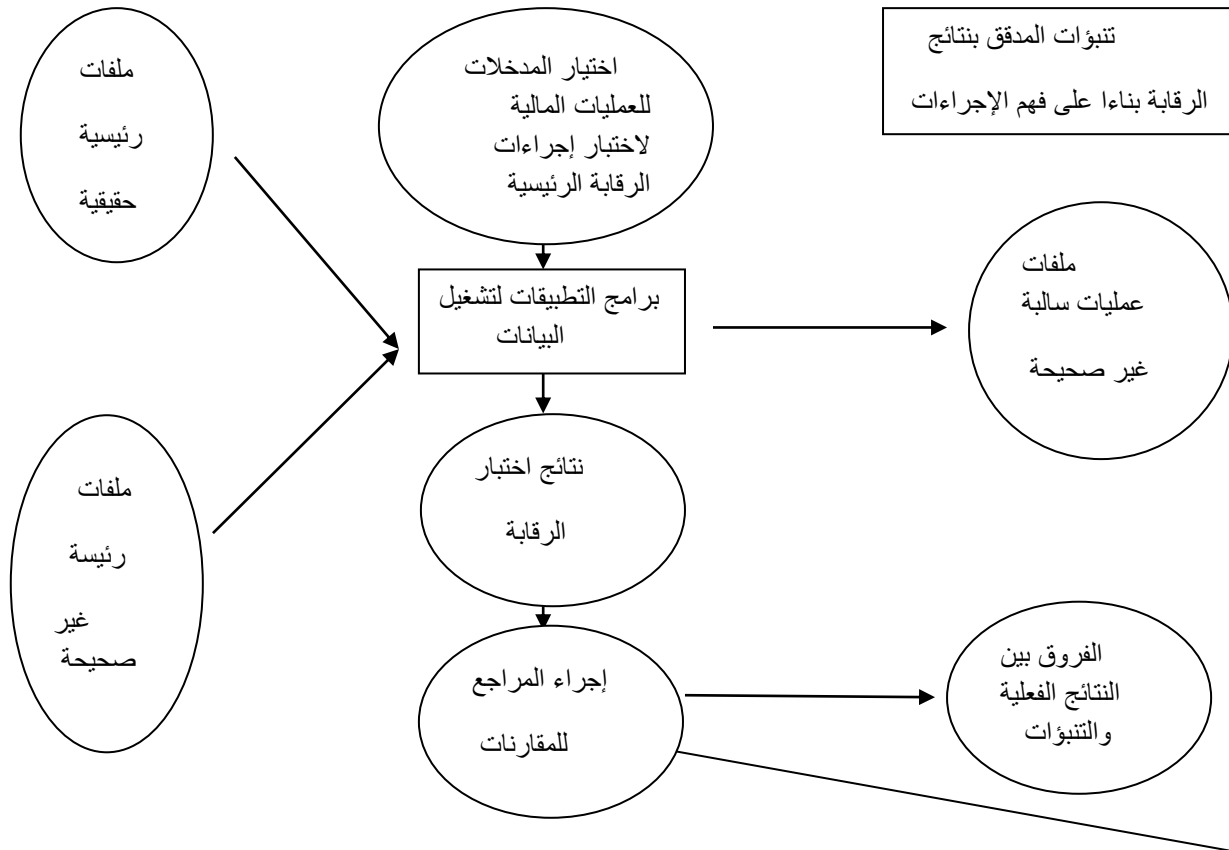 تنبؤات المدقق بنتائج
الرقابة بناءا على فهم الإجراءات
اختيار المدخلات
للعمليات المالية
لاختبار إجراءات
الرقابة الرئيسية
ملفات
رئيسية
حقيقية
برامج التطبيقات لتشغيل
البيانات
ملفات
عمليات سالبة
غير صحيحة
نتائج اختبار
الرقابة
ملفات
رئيسة
غير
صحيحة
إجراء المراجع
للمقارنات
الفروق بين
النتائج الفعلية
والتنبؤات